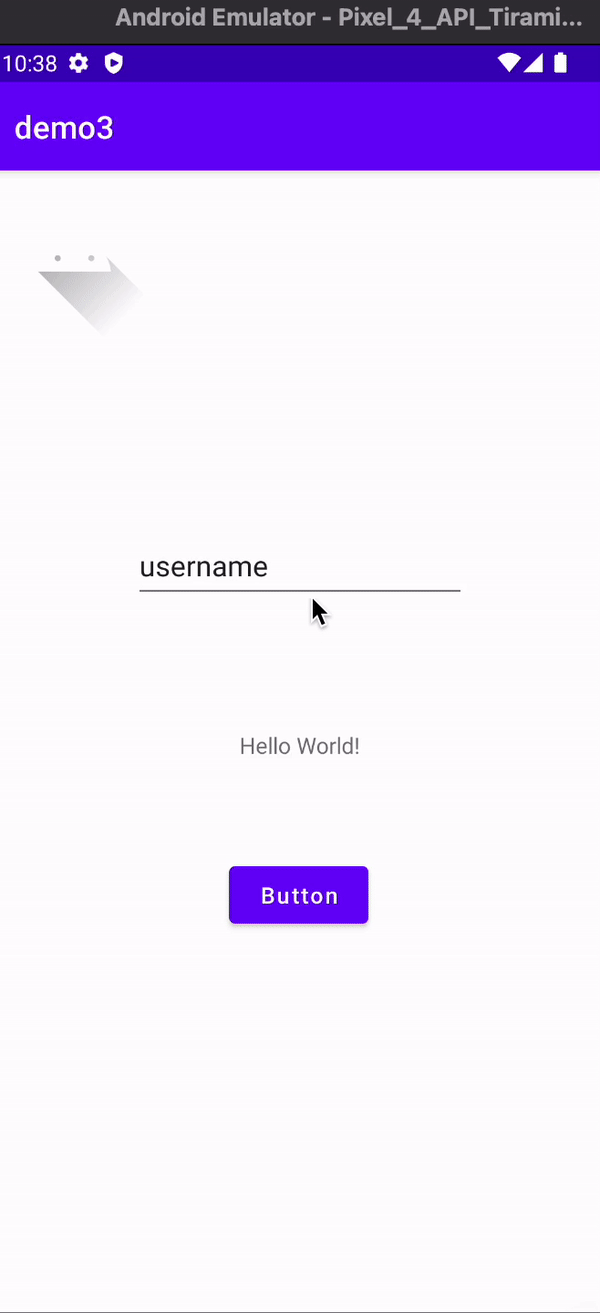 Android Emulator - Pixel_4_API_Tirami...
10:38
demo3
username
Hello World!
Button